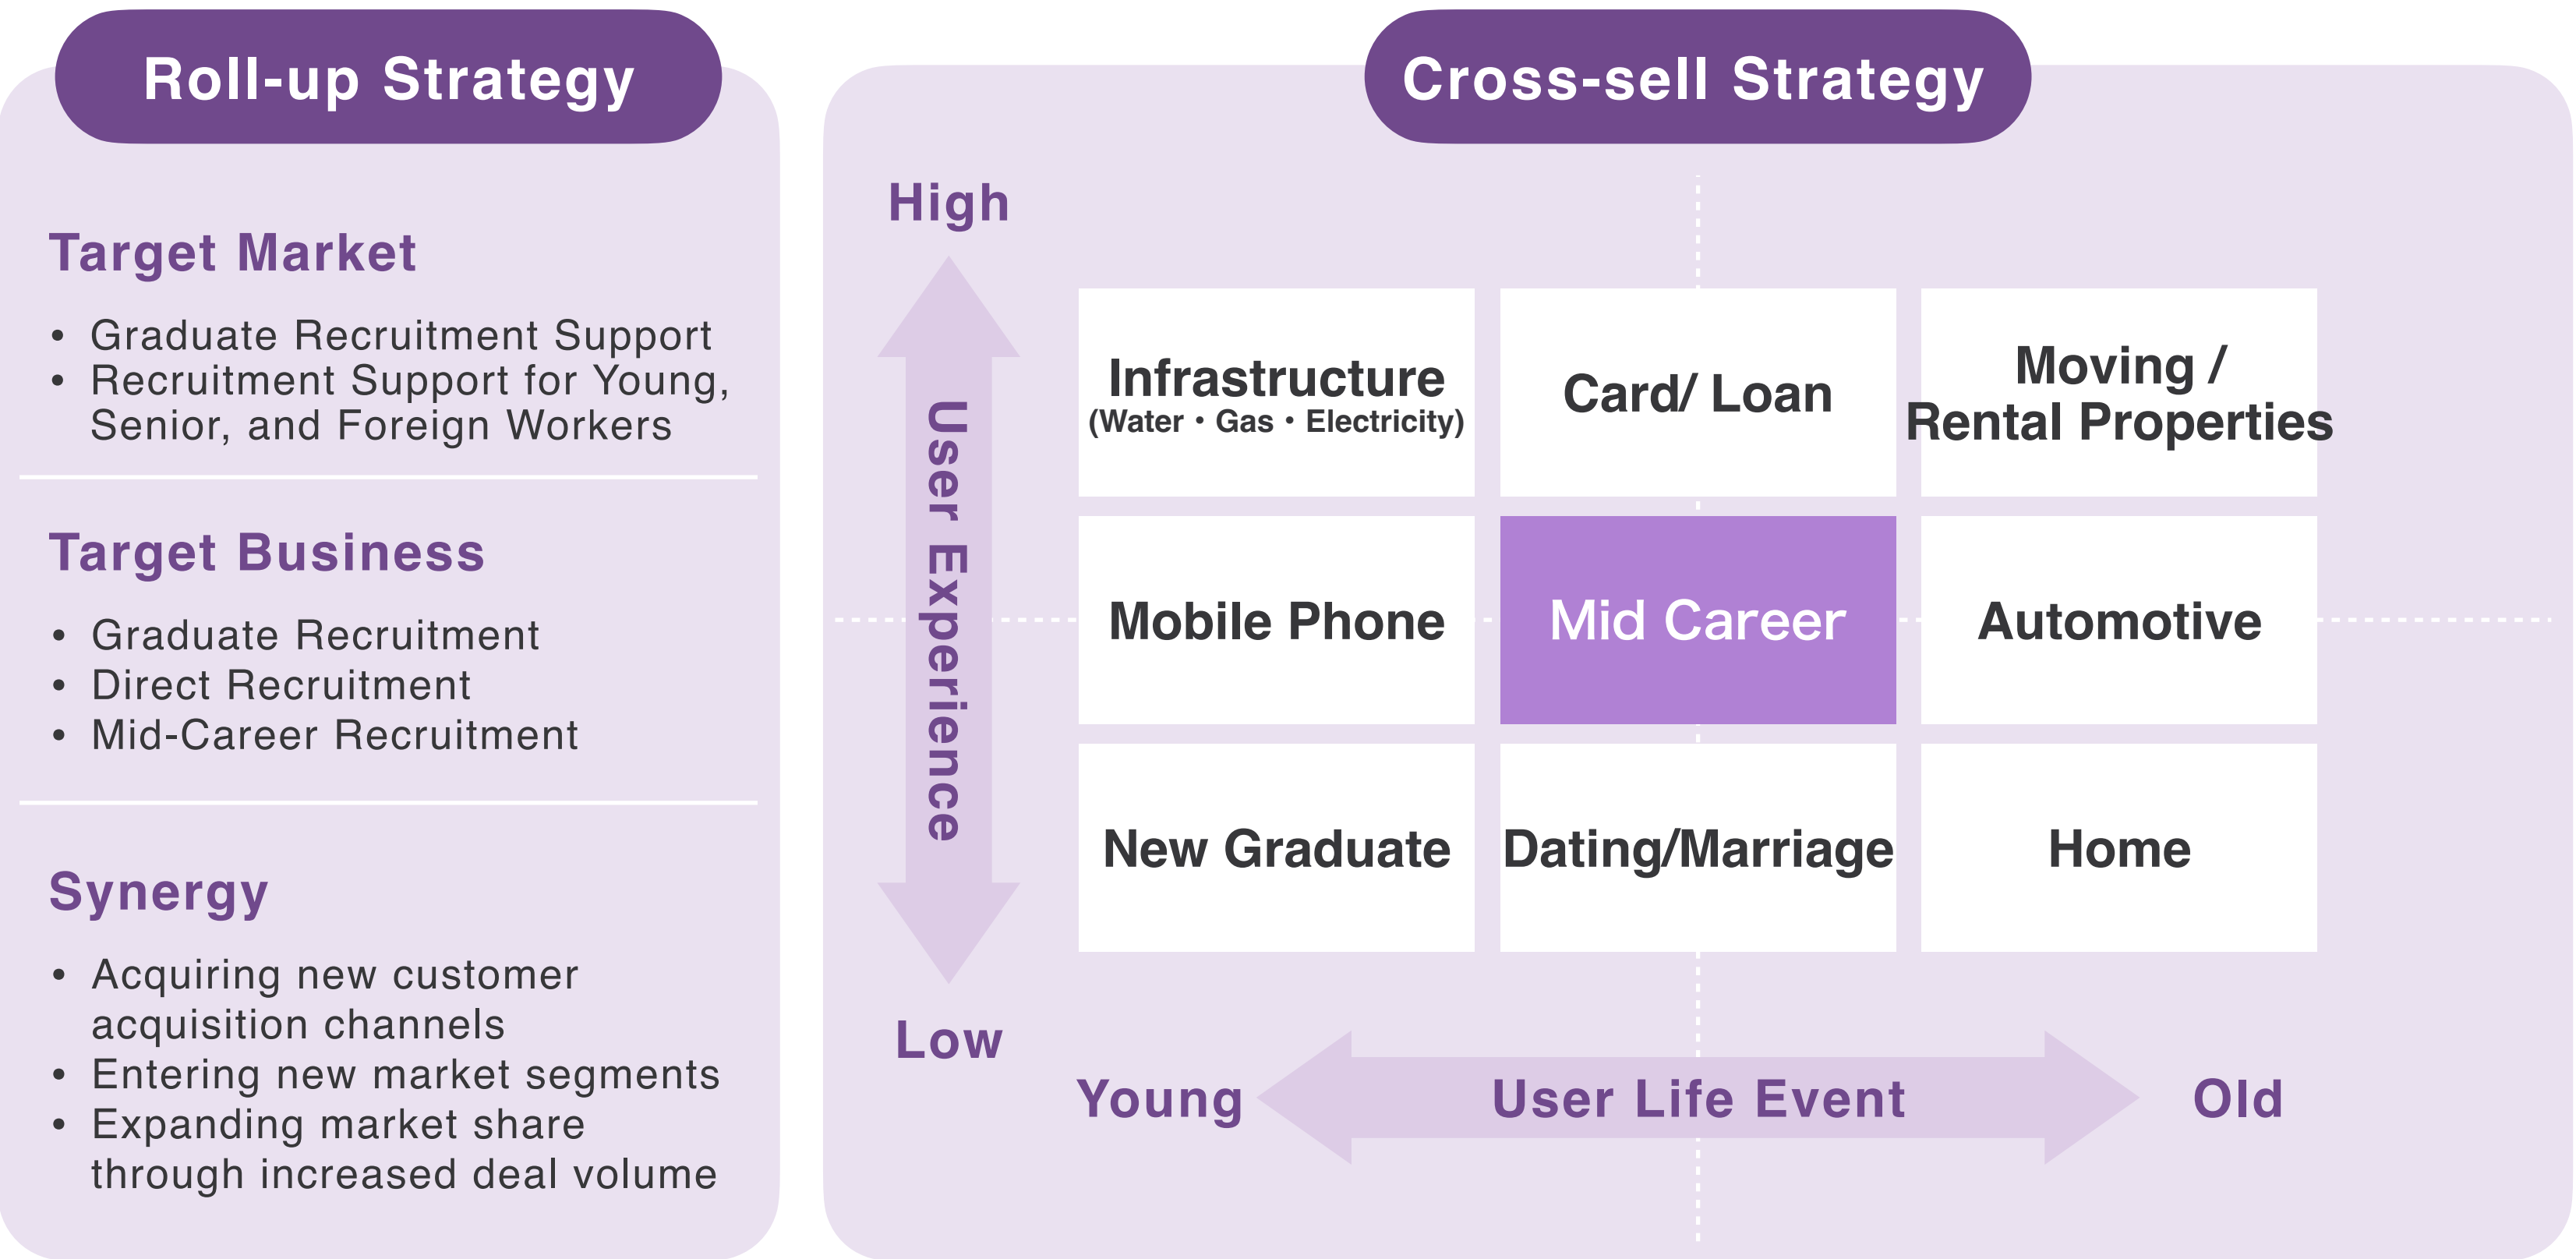 Roll-up Strategy
Target Market
• Graduate Recruitment Support
• Recruitment Support for Young,
Senior, and Foreign Workers
Target Business
• Graduate Recruitment
• Direct Recruitment
• Mid-Career Recruitment
Synergy
• Acquiring new customer
acquisition channels
• Entering new market segments
• Expanding market share
through increased deal volume
Cross-sell Strategy
High
User Experience
Low
Infrastructure
(Water・Gas・Electricity)
Card/ Loan
Moving /
Rental Properties
Mobile Phone
Mid Career
Automotive
New Graduate
Dating/Marriage
Home
Young
User Life Event
Old